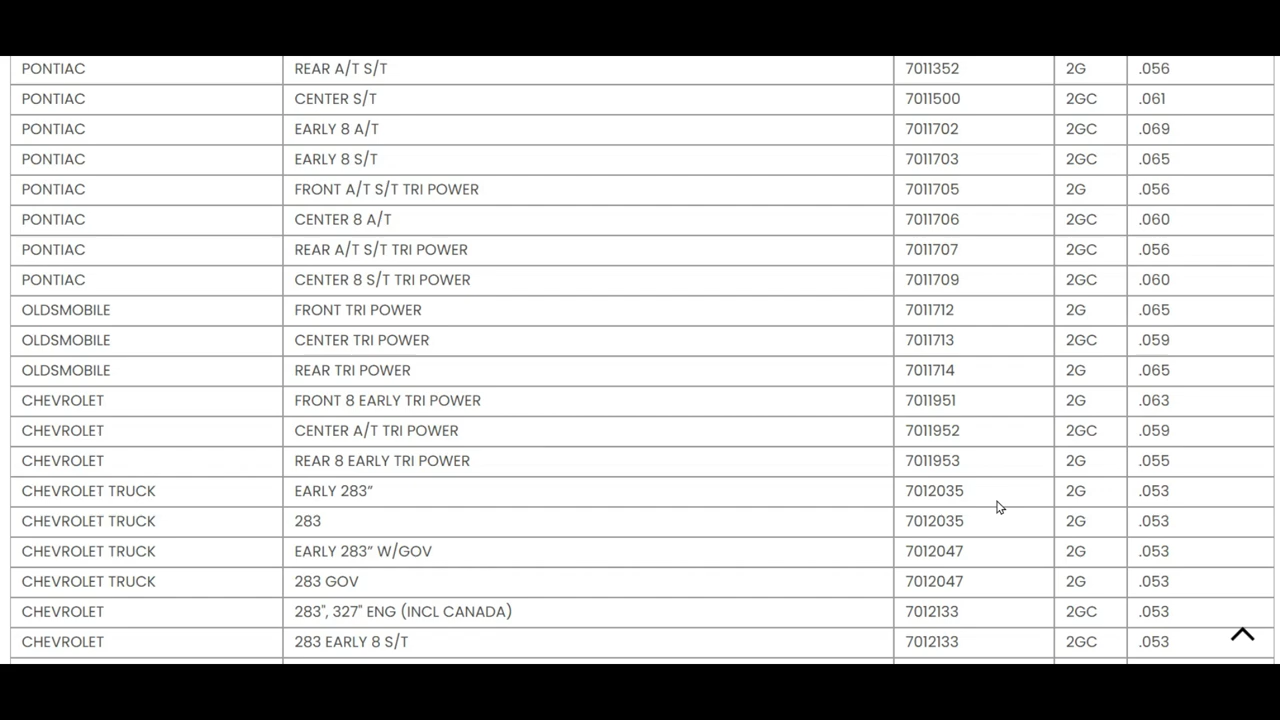 PONTIAC REAR A/T S/T 7011352 2G .056
PONTIAC CENTER S/T 7011500 2GC .061
PONTIAC EARLY 8 A/T 7011702 2GC .069
PONTIAC EARLY 8 S/T 7011703 2GC .065
PONTIAC FRONT A/T S/T TRI POWER 7011705 2G .056
PONTIAC CENTER 8 A/T 7011706 2GC .060
PONTIAC REAR A/T S/T TRI POWER 7011707 2GC .056
PONTIAC CENTER 8 S/T TRI POWER 7011709 2GC .060
OLDSMOBILE FRONT TRI POWER 7011712 2G .065
OLDSMOBILE CENTER TRI POWER 7011713 2GC .059
OLDSMOBILE REAR TRI POWER 7011714 2G .065
CHEVROLET FRONT 8 EARLY TRI POWER 7011951 2G .063
CHEVROLET CENTER A/T TRI POWER 7011952 2GC .059
CHEVROLET REAR 8 EARLY TRI POWER 7011953 2G .055
CHEVROLET TRUCK EARLY 283” 7012035 2G .053
CHEVROLET TRUCK 283 7012035 2G .053
CHEVROLET TRUCK EARLY 283” W/GOV 7012047 2G .053
CHEVROLET TRUCK 283 GOV 7012047 2G .053
CHEVROLET 283", 327" ENG (INCL CANADA) 7012133 2GC .053
CHEVROLET 283 EARLY 8 S/T 7012133 2GC .053